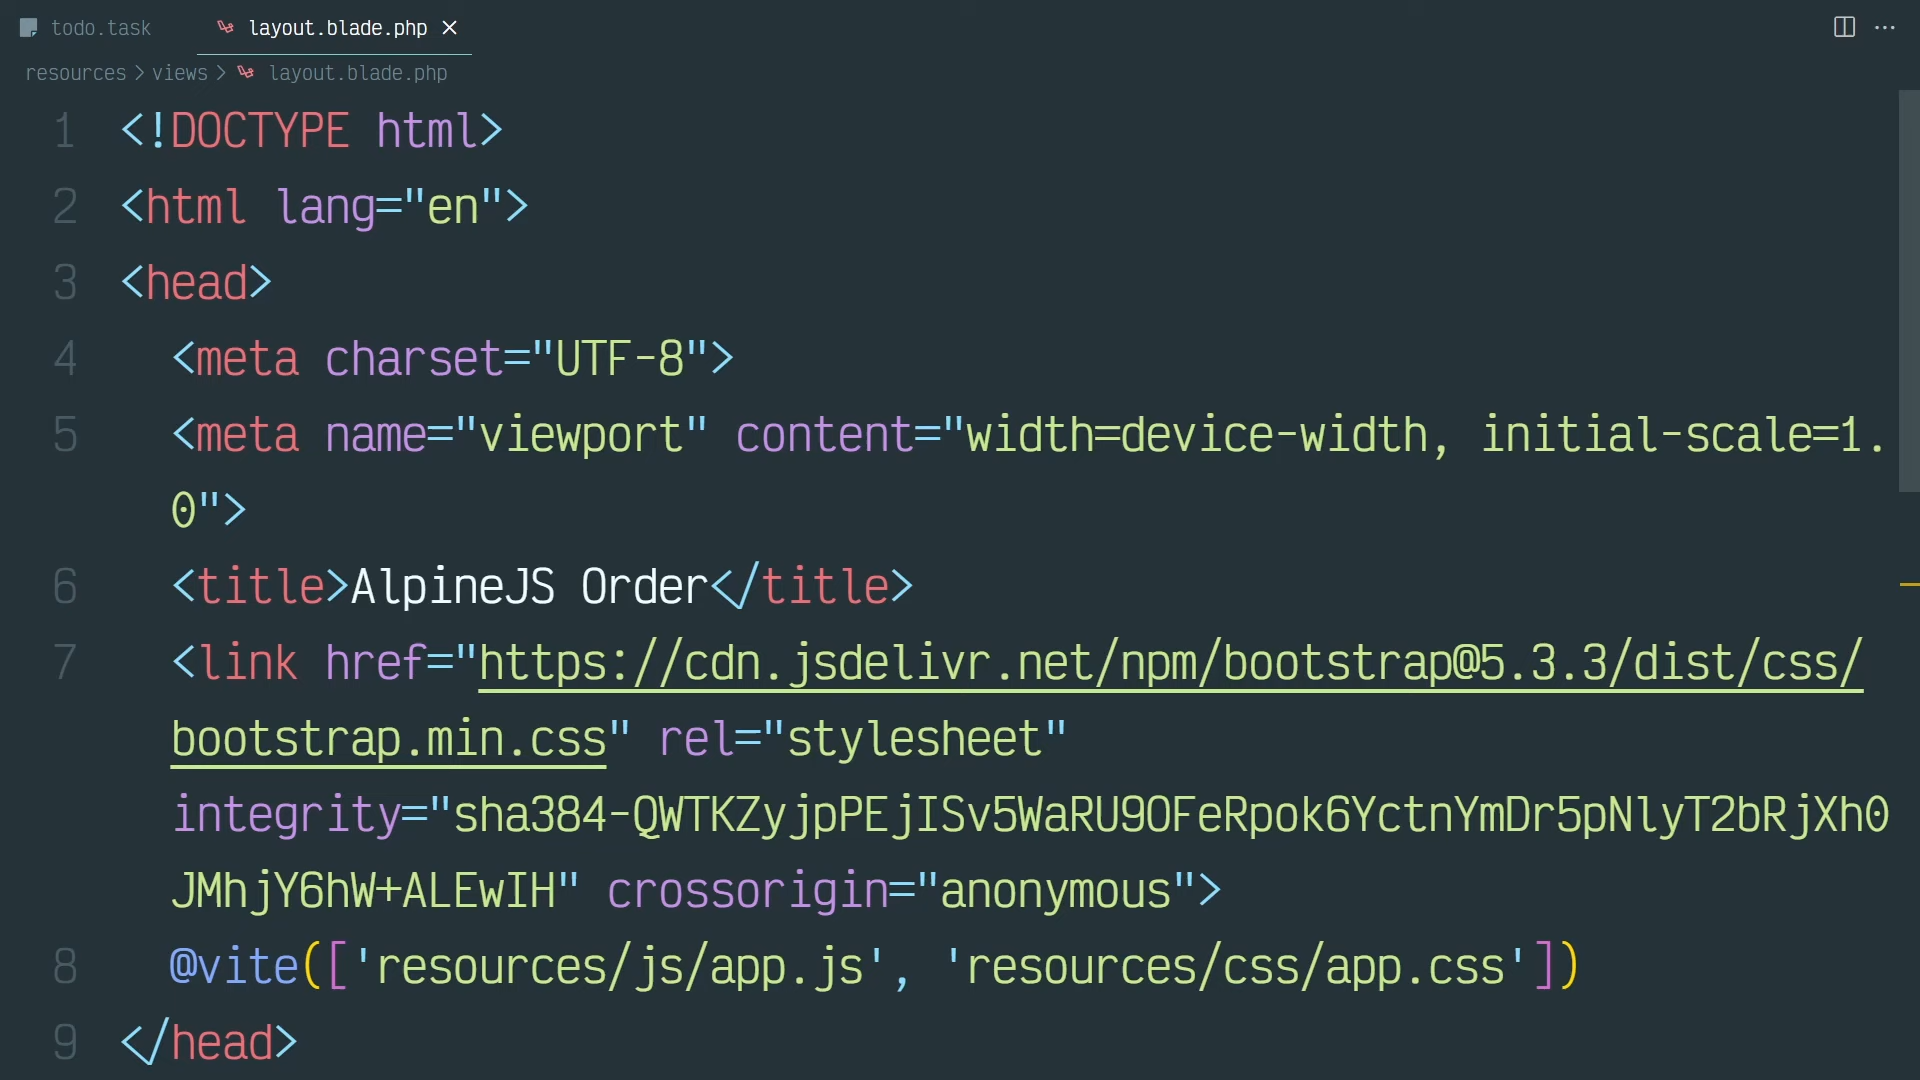 todo.task layout.blade.php
resources > views > layout.blade.php
1 <!DOCTYPE html>
2 <html lang="en">
3 <head>
4 <meta charset="UTF-8">
5 <meta name="viewport" content="width=device-width, initial-scale=1.
0">
6 <title>AlpineJS Order</title>
7 <link href="https://cdn.jsdelivr.net/npm/bootstrap@5.3.3/dist/css/
bootstrap.min.css" rel="stylesheet"
integrity="sha384-QWTKZyjpPEjISv5WaRU9OFeRpok6YctnYmDr5pNlyT2bRjXh0
JMhjY6hW+ALEwIH" crossorigin="anonymous">
8 @vite(['resources/js/app.js', 'resources/css/app.css'])
9 </head>